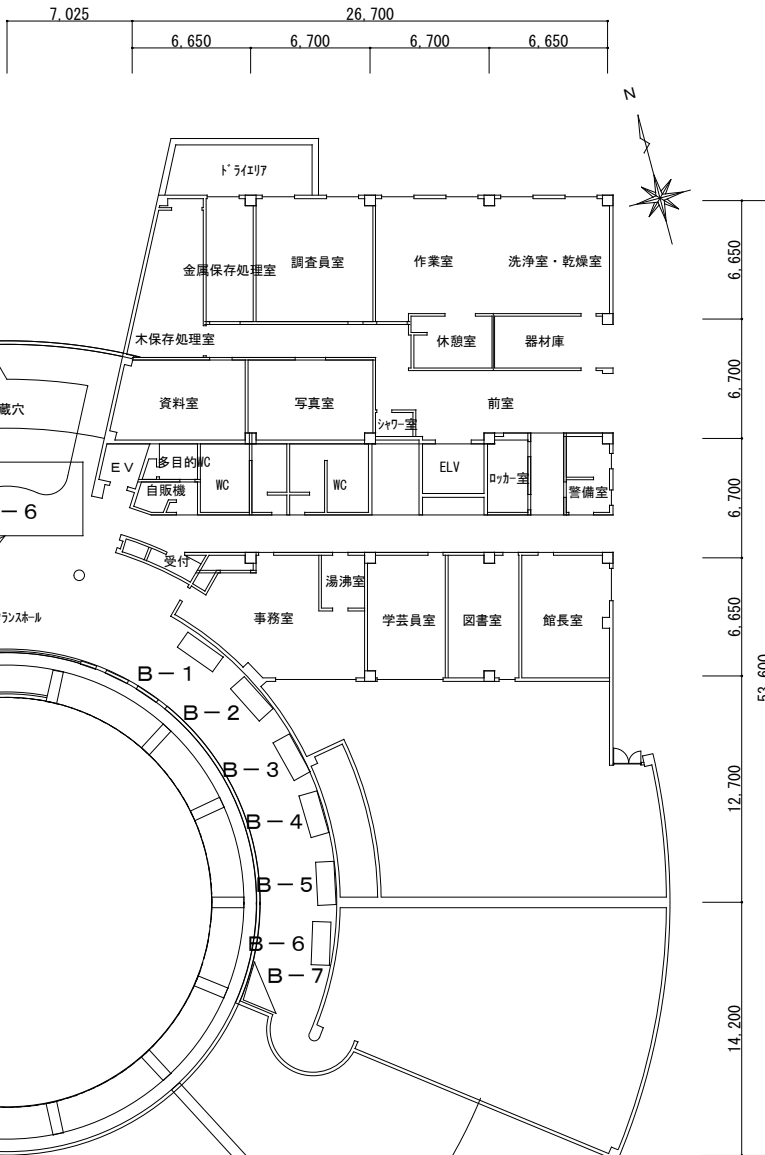 7,025
26,700
6,650
6,700
6,700
6,650
N
ドライエリア
金属保存処理室
調査員室
作業室
洗浄室・乾燥室
6,650
木保存処理室
休憩室
器材庫
6,700
蔵穴
資料室
写真室
シャワー室
前室
EV
多目的WC
WC
WC
ELV
ロッカー室
自販機
警備室
6,700
－6
受付
湯沸室
事務室
学芸員室
図書室
館長室
6,650
ランスホール
53,600
B－1
B－2
B－3
12,700
B－4
B－5
B－6
B－7
14,200